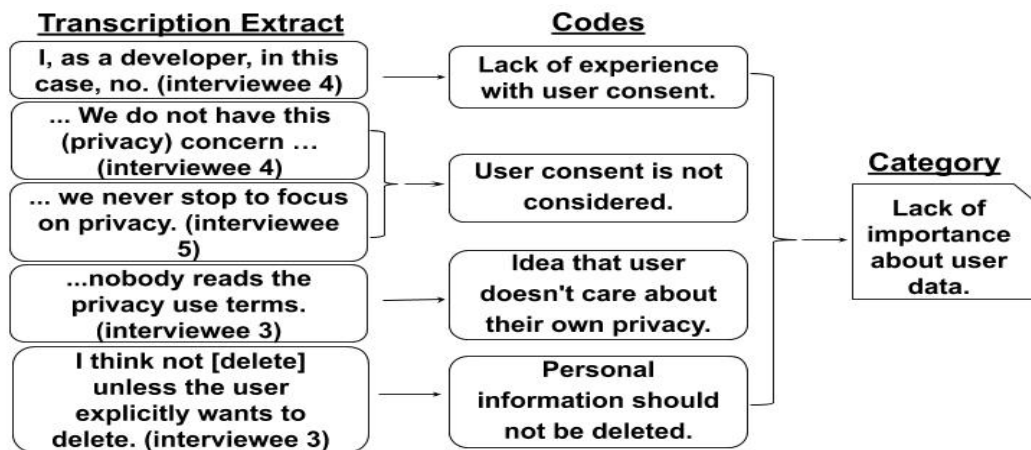 Transcription Extract
I, as a developer, in this
case, no. (interviewee 4)
... We do not have this
(privacy) concern …
(interviewee 4)
... we never stop to focus
on privacy. (interviewee
5)
...nobody reads the
privacy use terms.
(interviewee 3)
I think not [delete]
unless the user
explicitly wants to
delete. (interviewee 3)
Codes
Lack of experience
with user consent.
User consent is not
considered.
Idea that user
doesn't care about
their own privacy.
Personal
information should
not be deleted.
Category
Lack of
importance
about user
data.